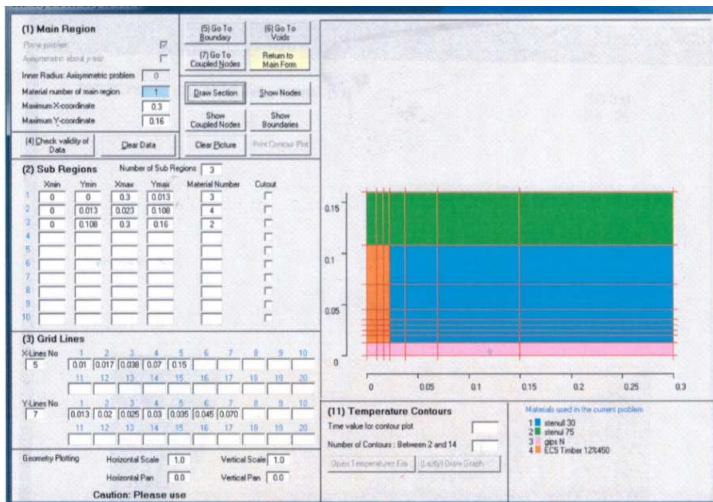 (1) Main Region
Plane problem
Axisymmetric about y-axis
Inner Radius: Axisymmetric problem 0
Material number of main region 1
Maximum X-coordinate 0.3
Maximum Y-coordinate 0.16
(4) Check validity of Data
Clear Data
(5) Go To Boundary
(6) Go To Voids
(7) Go To Coupled Nodes
Return to Main Form
Draw Section
Show Nodes
Show Coupled Nodes
Show Boundaries
Clear Picture
Print Contour Plot
(2) Sub Regions Number of Sub Regions 3
Xmin Ymin Xmax Ymax Material Number Cutout
1 0 0 0.3 0.013 3
2 0 0.013 0.023 0.108 4
3 0 0.108 0.3 0.16 2
4
5
6
7
8
9
10
(3) Grid Lines
X-Lines No 1 2 3 4 5 6 7 8 9 10
5 0.01 0.017 0.038 0.07 0.15
11 12 13 14 15 16 17 18 19 20
Y-Lines No 1 2 3 4 5 6 7 8 9 10
7 0.013 0.02 0.025 0.03 0.035 0.045 0.070
11 12 13 14 15 16 17 18 19 20
Geometry Plotting Horizontal Scale 1.0 Vertical Scale 1.0
Horizontal Pan 0.0 Vertical Pan 0.0
Caution: Please use
0.15
0.1
0.05
0
0 0.05 0.1 0.15 0.2 0.25 0.3
(11) Temperature Contours
Time value for contour plot
Number of Contours : Between 2 and 14
Open Temperatures File
Draw Graph
Materials used in the current problem
1 stenull 30
2 stenull 75
3 gips N
4 EC5 Timber 12%450